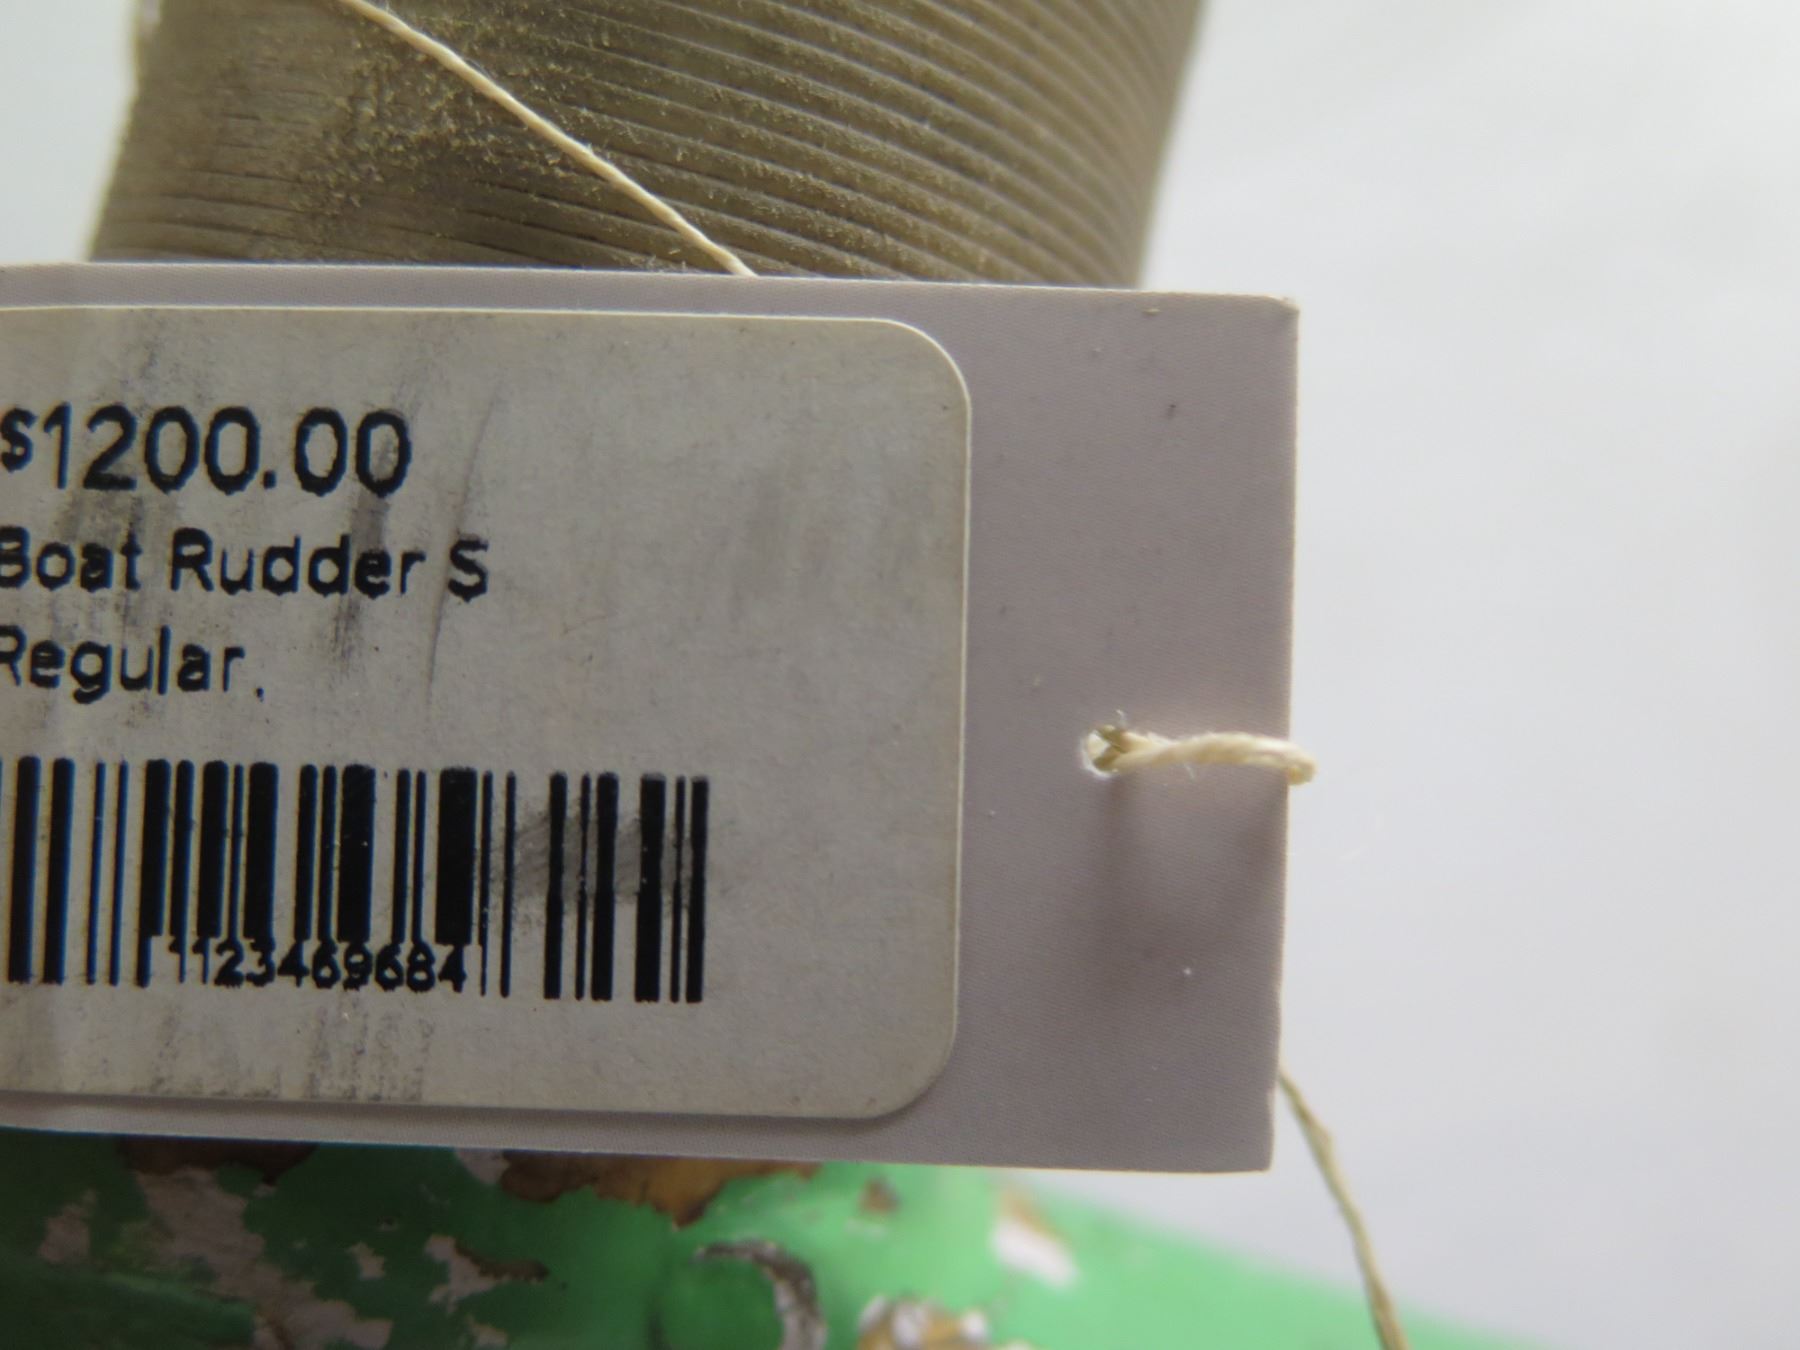 $1200.00
Boat Rudder S
Regular.
1123469684